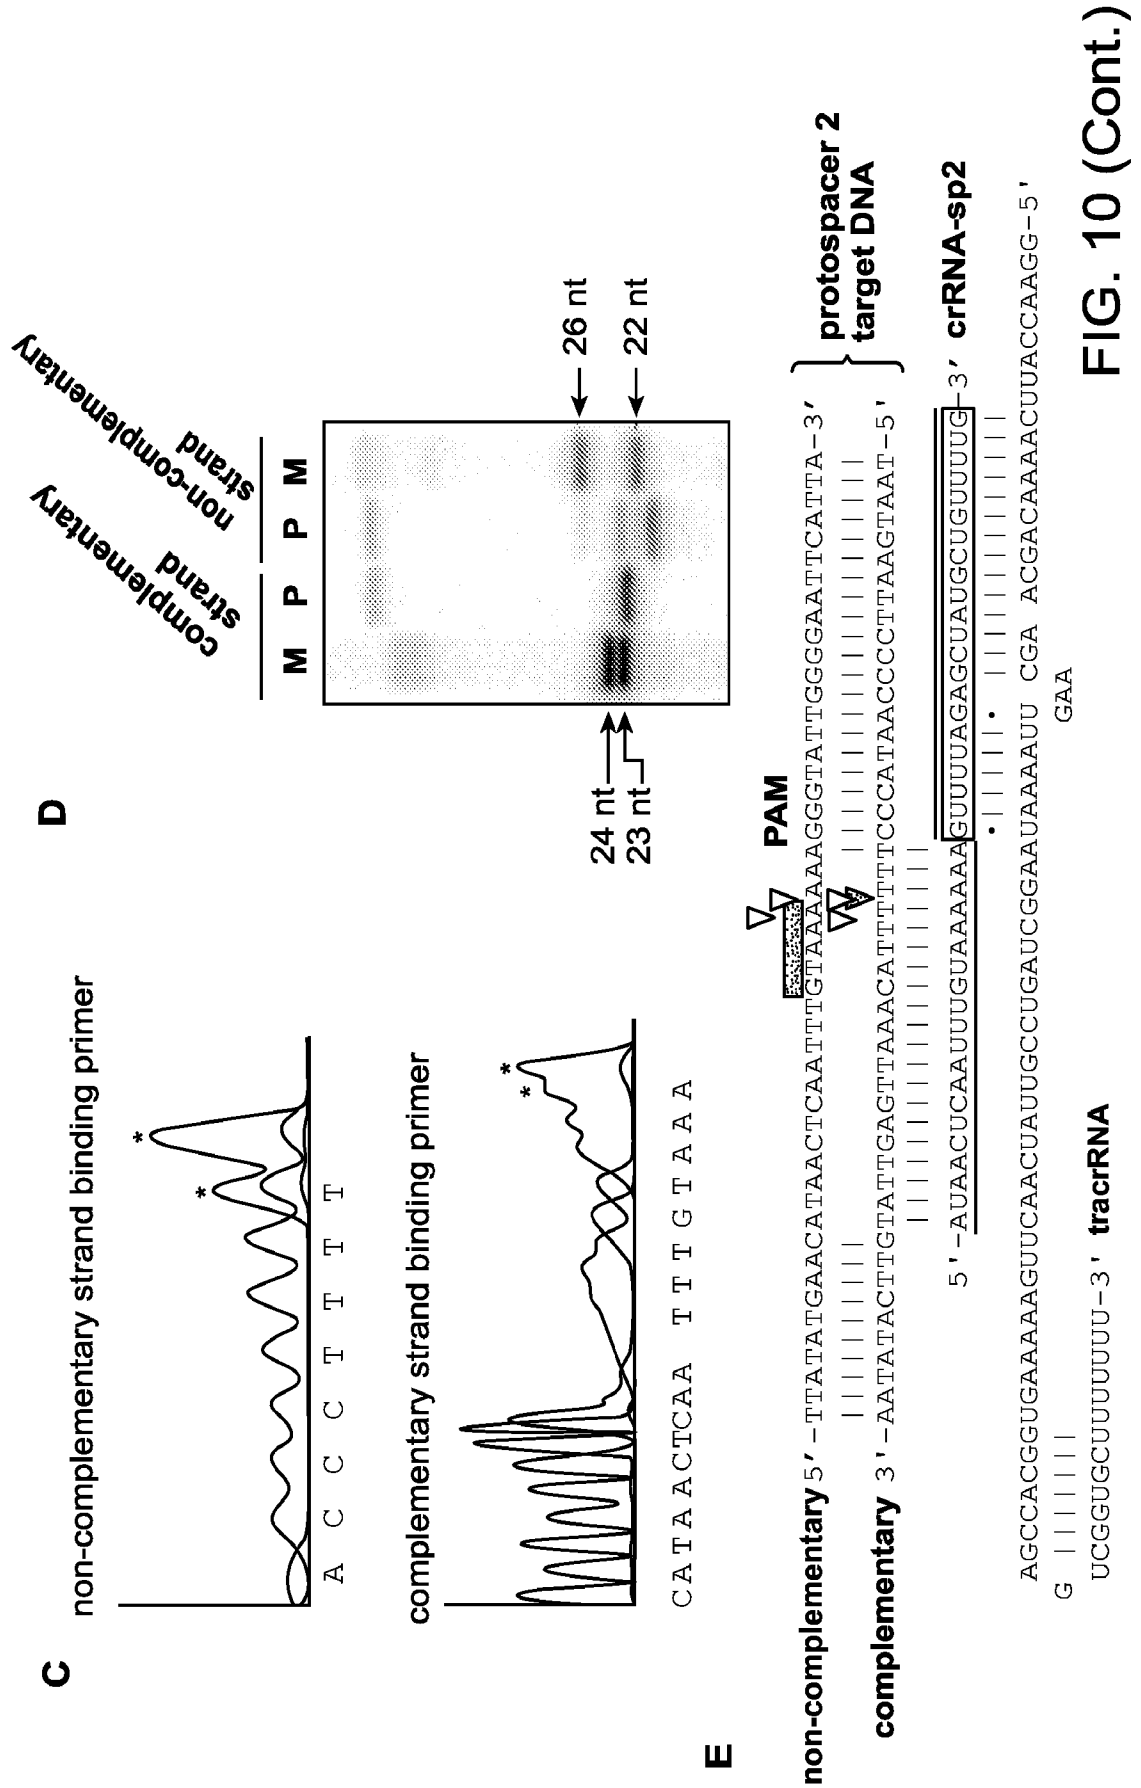 C
non-complementary strand binding primer
*
*
A C C C T T T T
complementary strand binding primer
*
*
CATAACTCAA TTTGTAAA
D
complementary strand
non-complementary strand
M P P M
24 nt
23 nt
26 nt
22 nt
E
PAM
non-complementary 5'-TTATATGAACATAACTCAATTTGTAAAAAAGGGTATTGGGGAATTCATTA-3'
complementary 3'-AATATACTTGTATTGAGTTAAACATTTTTTCCCATAACCCCTTAAGTAAT-5'
protospacer 2 target DNA
5'-AUAACUCAAUUUGUAAAAAAGUUUUAGAGCUAUGCUGUUUUG-3' crRNA-sp2
AGCCACGGUGAAAAAGUUCAACUAUUGCCUGAUCGGAAUAAAAUU CGA ACGACAAAACUUACCAAGG-5'
G GAA
UCGGUGCUUUUUUU-3' tracrRNA
FIG. 10 (Cont.)